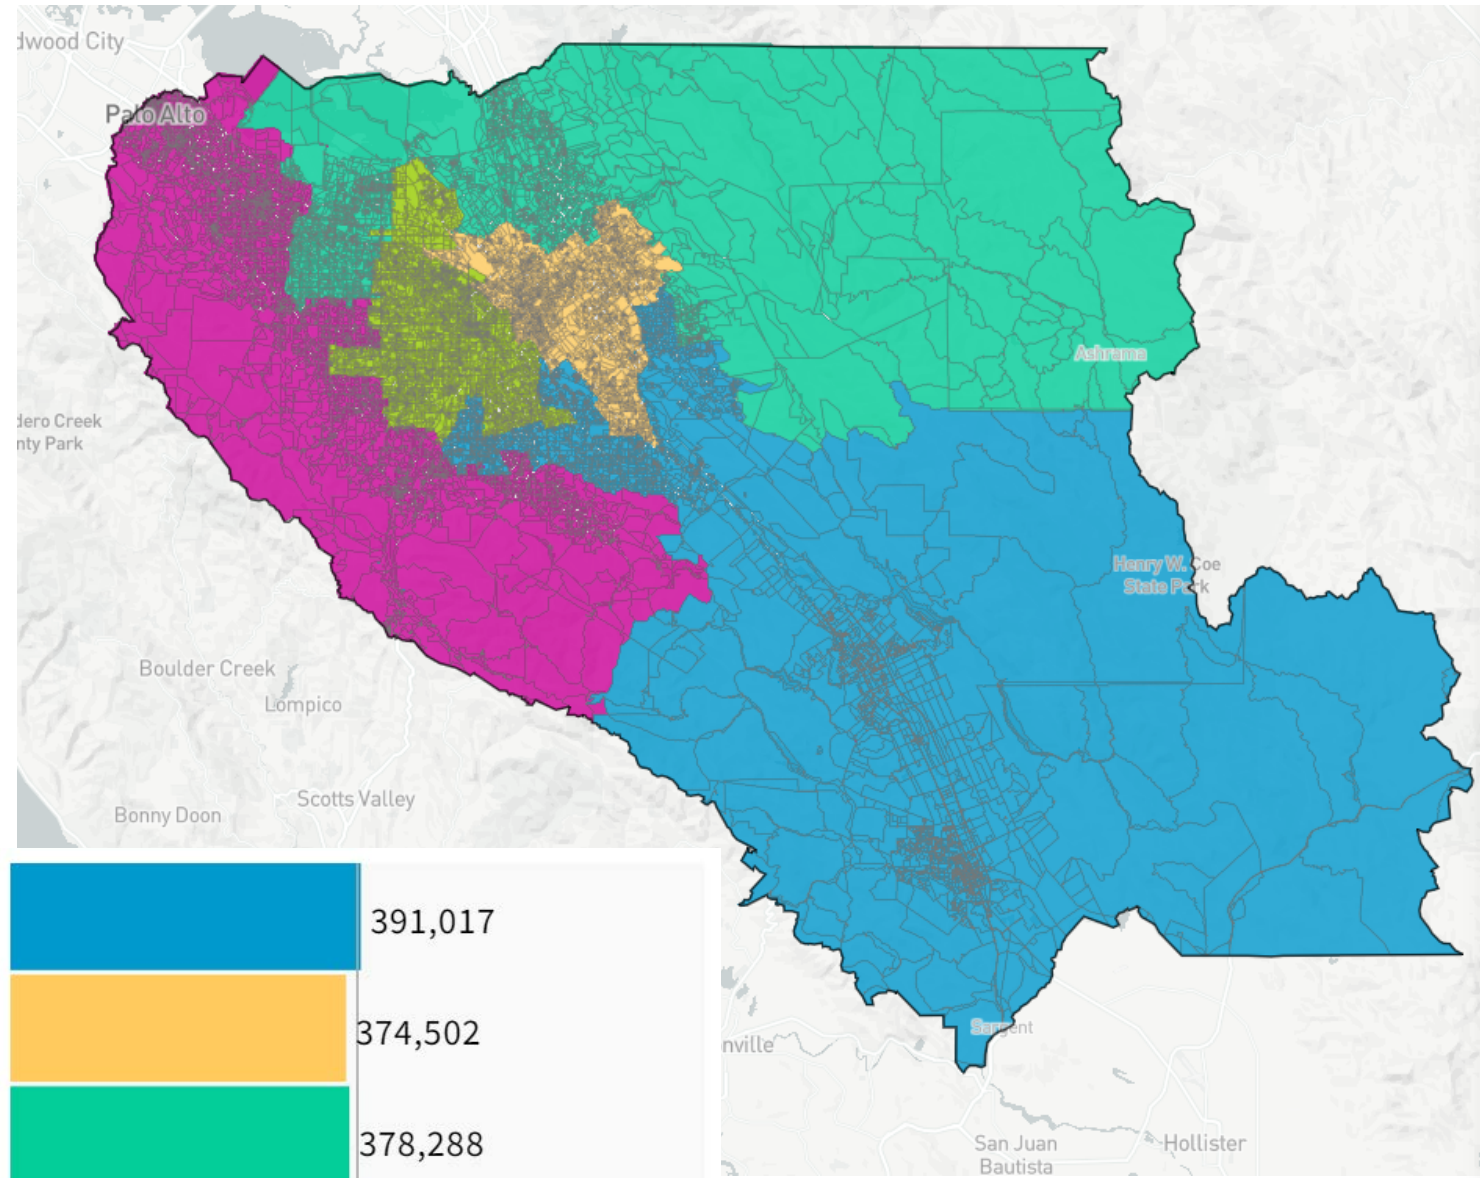 dwood City
Palo Alto
Ashrama
dero Creek
nty Park
Henry W. Coe
State Park
Boulder Creek
Lompico
Scotts Valley
Bonny Doon
391,017
374,502
378,288
Sargent
nville
San Juan
Bautista
Hollister